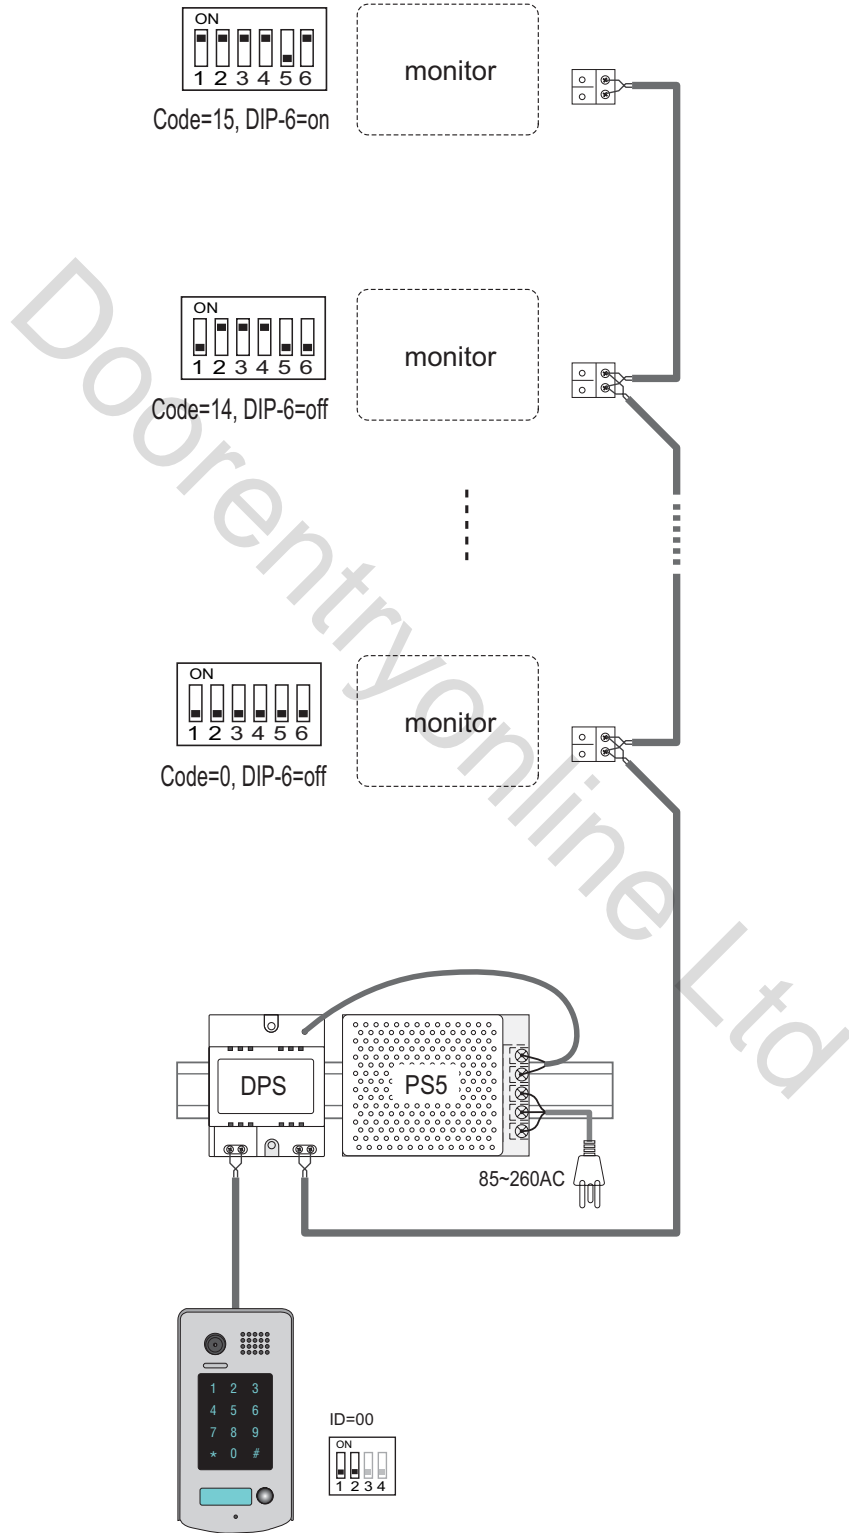 ON
1 2 3 4 5 6
Code=15, DIP-6=on
monitor
ON
1 2 3 4 5 6
Code=14, DIP-6=off
monitor
ON
1 2 3 4 5 6
Code=0, DIP-6=off
monitor
Doorentryonline Ltd
DPS
PS5
85~260AC
1 2 3
4 5 6
7 8 9
* 0 #
ID=00
ON
1 2 3 4